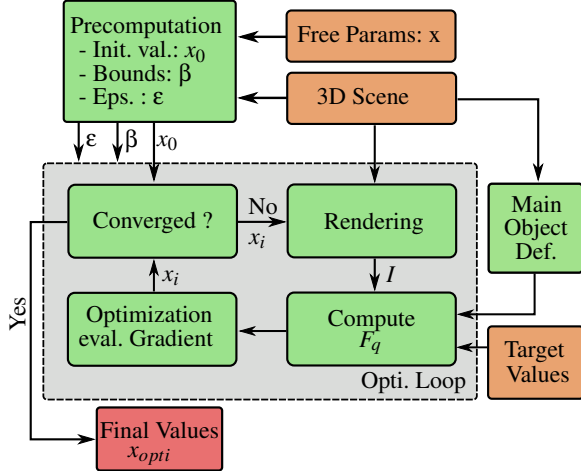 Precomputation
- Init. val.: x0
- Bounds: β
- Eps. : ε
Free Params: x
3D Scene
ε
β
x0
Converged ?
No
xi
Rendering
Main
Object
Def.
xi
I
Optimization
eval. Gradient
Compute
Fq
Target
Values
Yes
Opti. Loop
Final Values
xopti